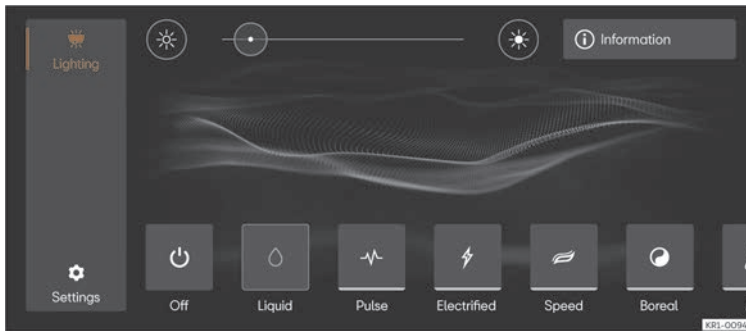 Information
Lighting
Settings
Off
Liquid
Pulse
Electrified
Speed
Boreal
KR1-0094